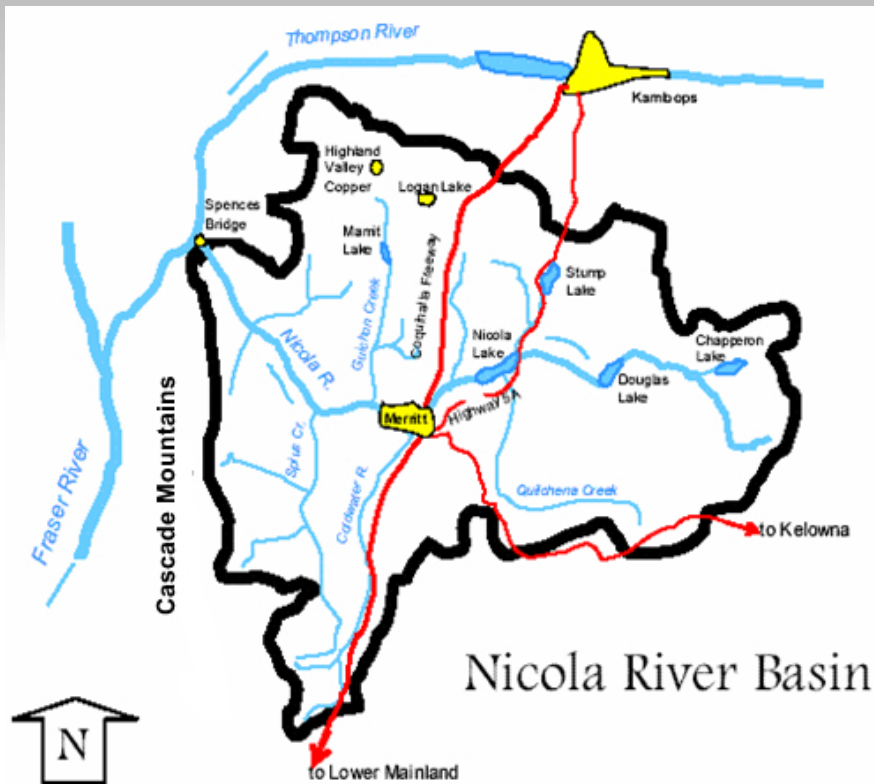 Thompson River
Kamloops
Highland
Valley
Copper
Logan Lake
Spences
Bridge
Mamit
Lake
Coquihalla Freeway
Guichon Creek
Stump
Lake
Nicola
Lake
Chapperon
Lake
Nicola R.
Douglas
Lake
Merritt
Highway 5A
Spius Cr.
Coldwater R.
Quilchena Creek
Fraser River
Cascade Mountains
to Kelowna
Nicola River Basin
N
to Lower Mainland